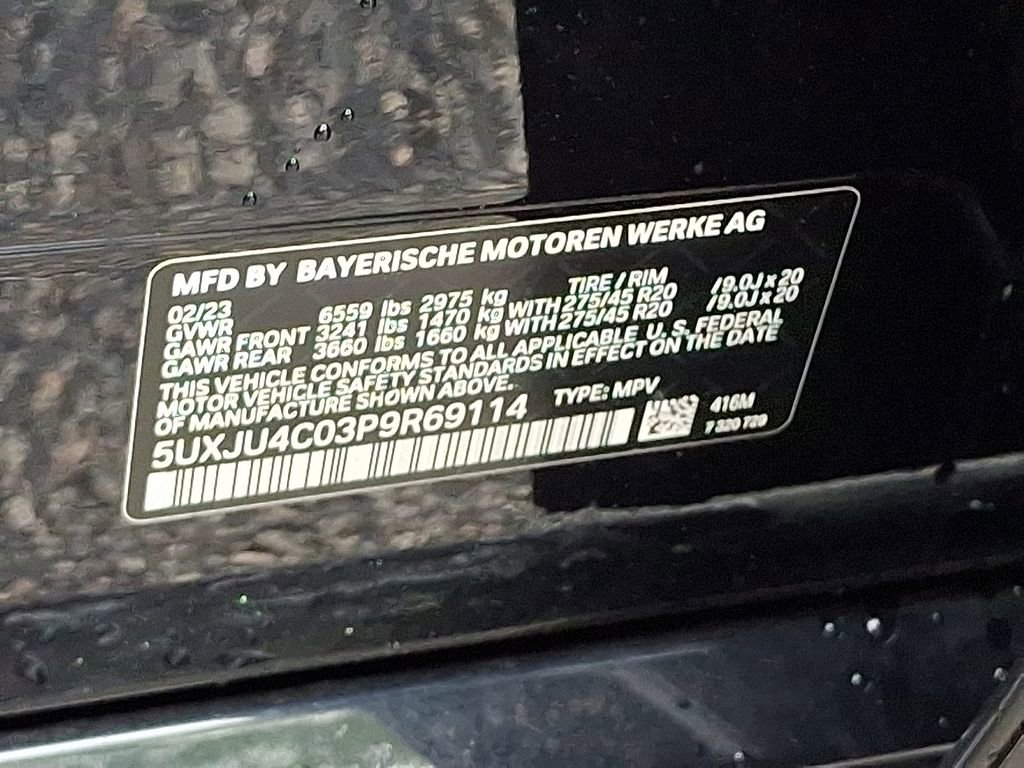 MFD BY BAYERISCHE MOTOREN WERKE AG
02/23 TIRE / RIM
GVWR 6559 lbs 2975 kg
GAWR FRONT 3241 lbs 1470 kg WITH 275/45 R20 /9.0J x 20
GAWR REAR 3660 lbs 1660 kg WITH 275/45 R20 /9.0J x 20
THIS VEHICLE CONFORMS TO ALL APPLICABLE U.S. FEDERAL
MOTOR VEHICLE SAFETY STANDARDS IN EFFECT ON THE DATE
OF MANUFACTURE SHOWN ABOVE.
5UXJU4C03P9R69114 TYPE: MPV
416M
7 320 720